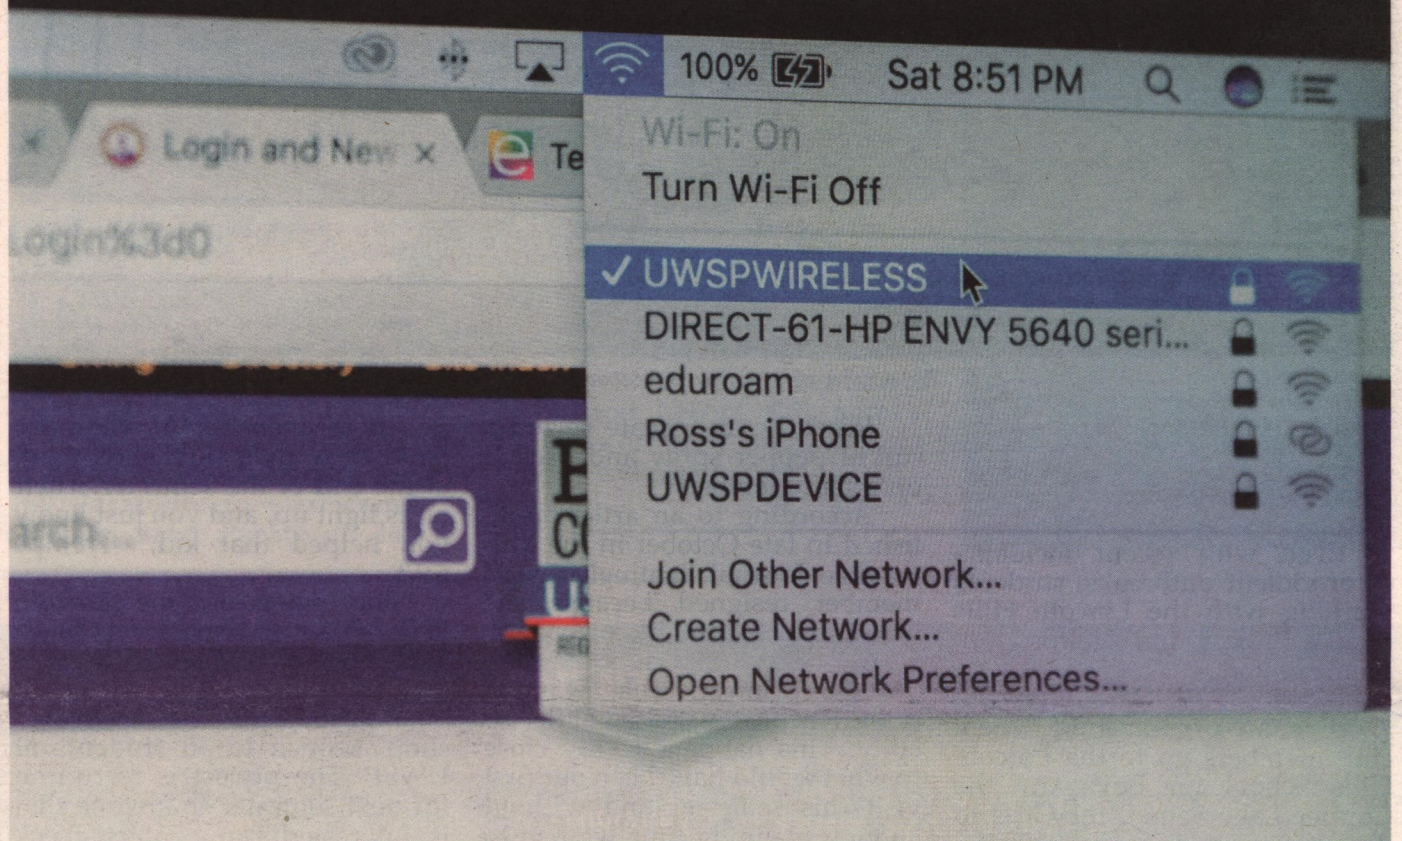 100% Sat 8:51 PM
Login and New × Te
Login%3d0
Wi-Fi: On
Turn Wi-Fi Off
✓ UWSPWIRELESS
DIRECT-61-HP ENVY 5640 seri...
eduroam
Ross's iPhone
UWSPDEVICE
arch.
Join Other Network...
Create Network...
Open Network Preferences...